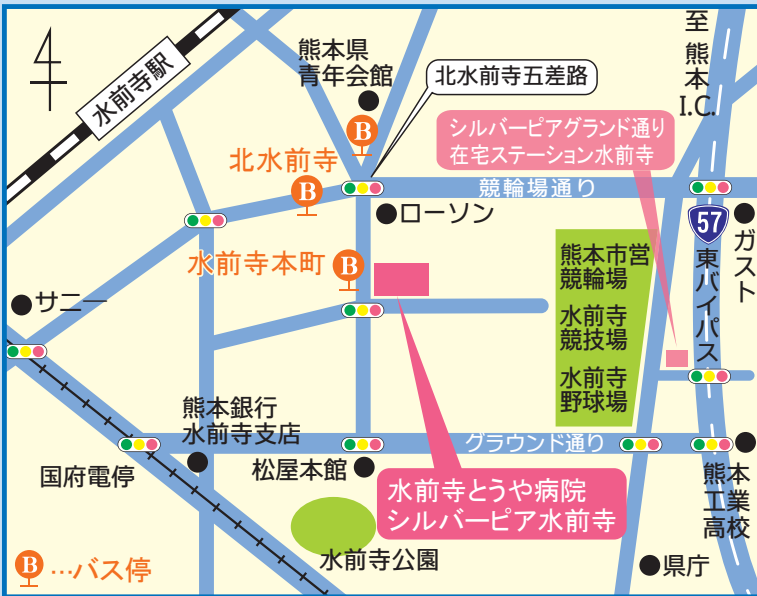 水前寺駅
熊本県
青年会館
北水前寺五差路
至 熊本 I.C.
シルバーピアグランド通り
在宅ステーション水前寺
B
北水前寺
B
競輪場通り
ローソン
57
ガスト
東バイパス
水前寺本町
B
熊本市営
競輪場
水前寺
競技場
水前寺
野球場
サニー
熊本銀行
水前寺支店
グラウンド通り
国府電停
松屋本館
水前寺とうや病院
シルバーピア水前寺
熊本
工業
高校
水前寺公園
県庁
B …バス停